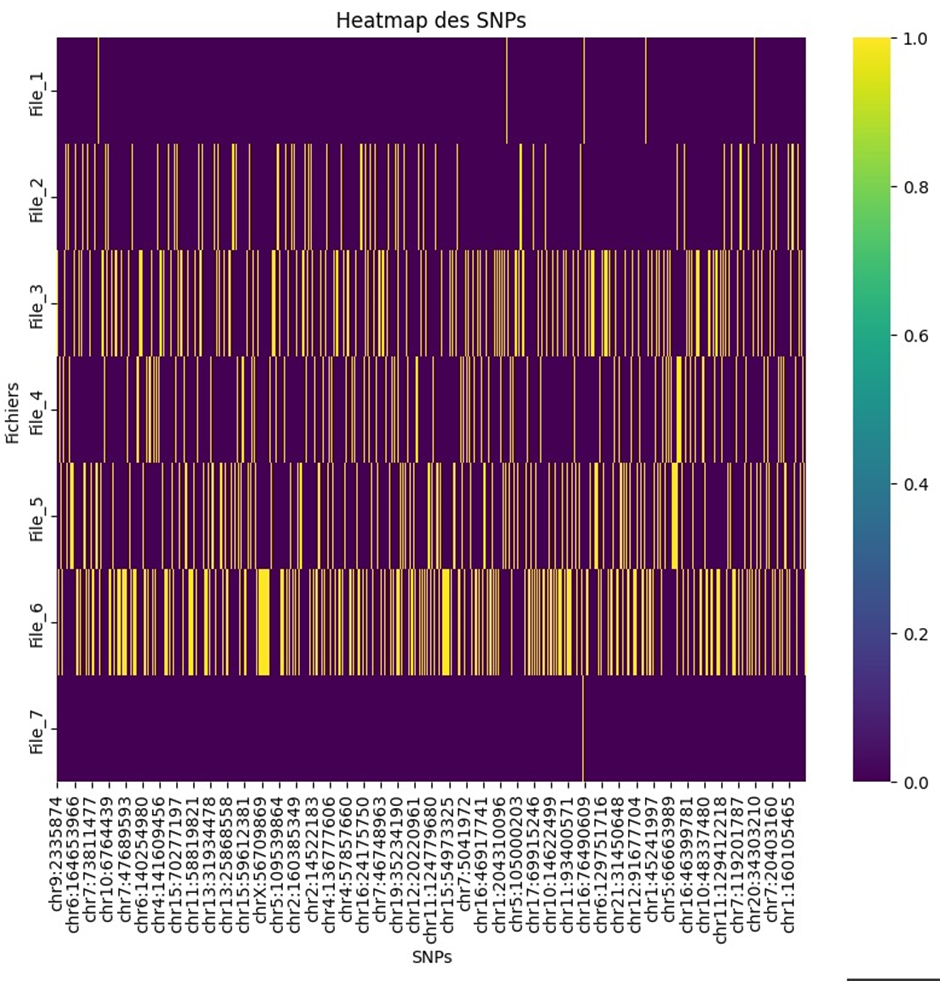 Heatmap des SNPs
File_1
File_2
File_3
File_4
File_5
File_6
File_7
Fichiers
1.0
0.8
0.6
0.4
0.2
0.0
chr9:2335874
chr6:164653966
chr7:73811477
chr10:6764439
chr7:47689593
chr6:140254980
chr4:141609456
chr15:70277197
chr11:58819821
chr13:31934478
chr13:25868558
chr15:59612381
chrX:56709869
chr5:109539864
chr2:160385349
chr2:14522183
chr4:136777606
chr4:57857660
chr16:24175750
chr7:46748963
chr19:35234190
chr12:20220961
chr11:124779680
chr15:54973325
chr7:5041972
chr16:46917741
chr1:204310096
chr5:105000203
chr17:69915246
chr10:14622499
chr11:93400571
chr16:76490609
chr6:129751716
chr21:31450648
chr12:91677704
chr1:45241997
chr5:66663989
chr16:46399781
chr10:48337480
chr11:129412218
chr7:119201787
chr20:34303210
chr7:20403160
chr1:160105465
SNPs